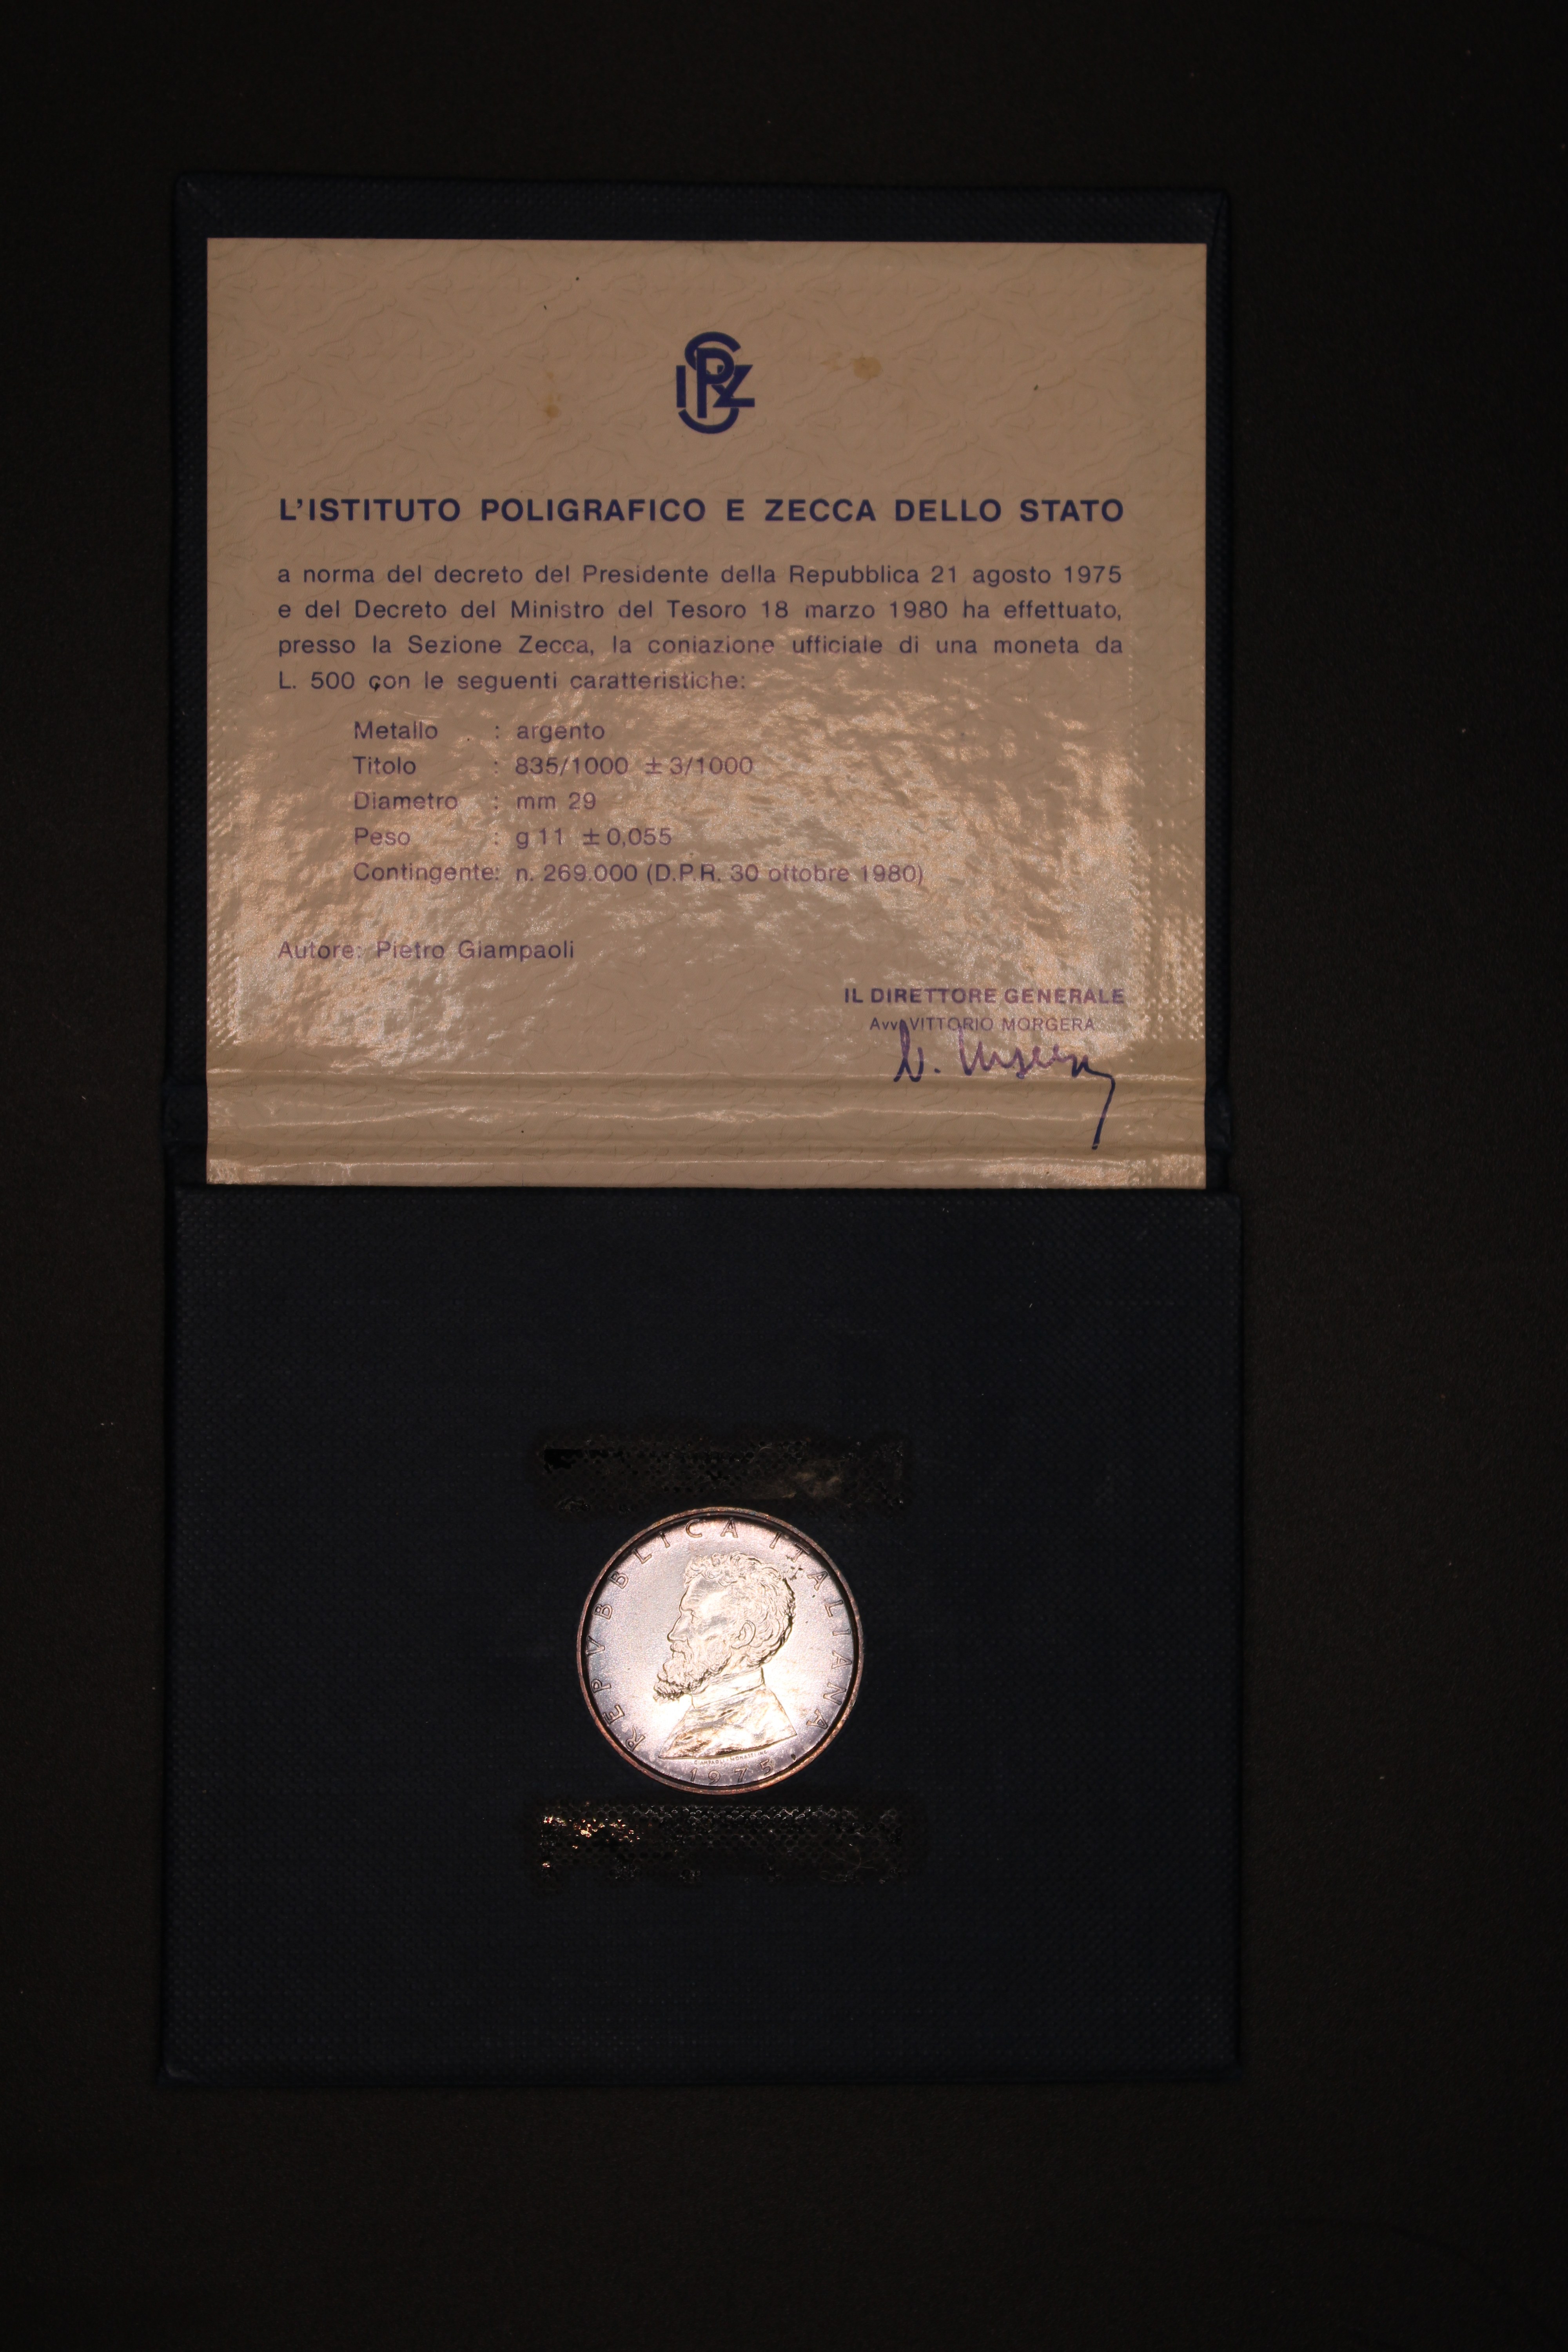 IPZS
L'ISTITUTO POLIGRAFICO E ZECCA DELLO STATO
a norma del decreto del Presidente della Repubblica 21 agosto 1975
e del Decreto del Ministro del Tesoro 18 marzo 1980 ha effettuato,
presso la Sezione Zecca, la coniazione ufficiale di una moneta da
L. 500 con le seguenti caratteristiche:
Metallo : argento
Titolo : 835/1000 ± 3/1000
Diametro : mm 29
Peso : g 11 ± 0,055
Contingente: n. 269.000 (D.P.R. 30 ottobre 1980)
Autore: Pietro Giampaoli
IL DIRETTORE GENERALE
Avv. VITTORIO MORGERA
REPVBBLICA ITALIANA
1975